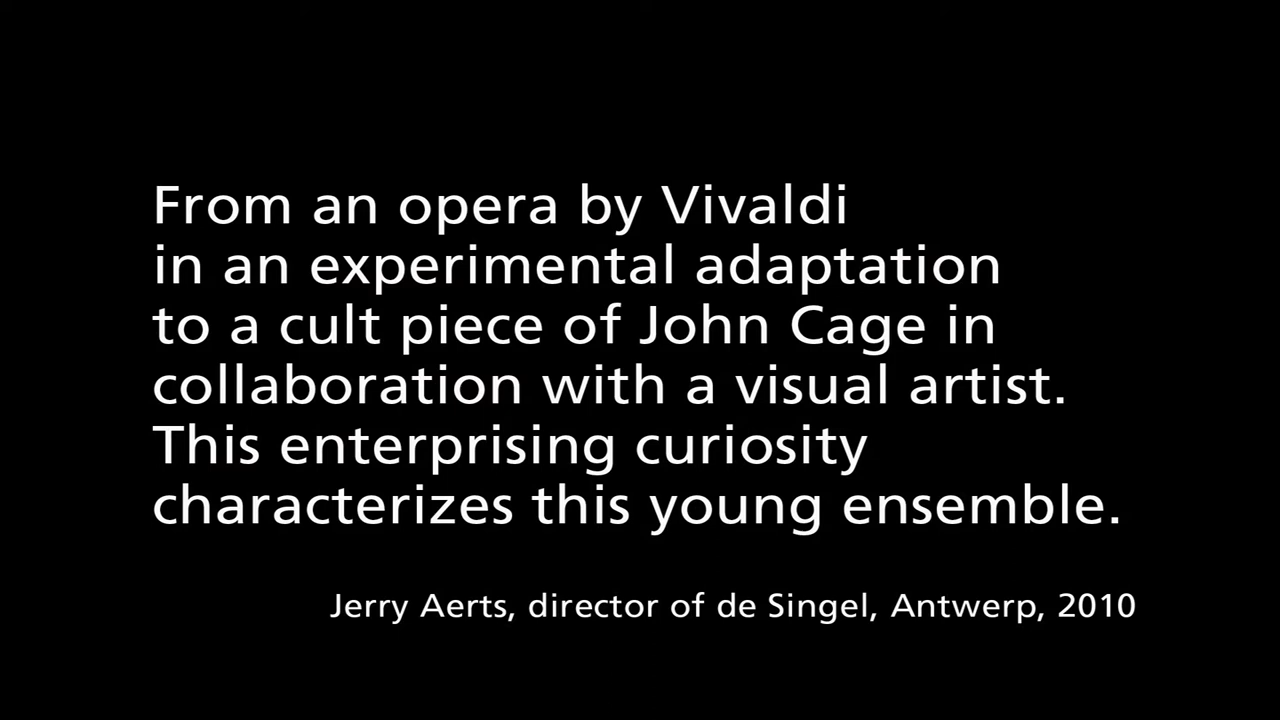 From an opera by Vivaldi
in an experimental adaptation
to a cult piece of John Cage in
collaboration with a visual artist.
This enterprising curiosity
characterizes this young ensemble.
Jerry Aerts, director of de Singel, Antwerp, 2010